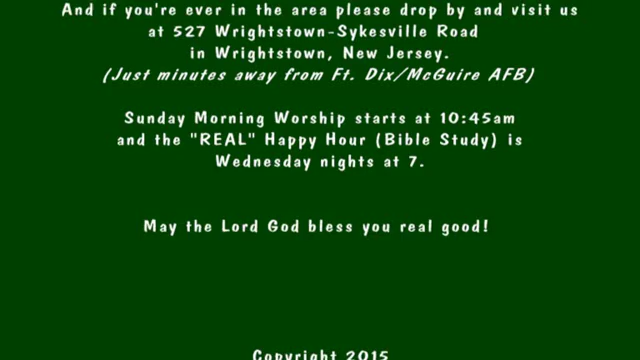 And if you're ever in the area please drop by and visit us
at 527 Wrightstown-Sykesville Road
in Wrightstown, New Jersey.
(Just minutes away from Ft. Dix/McGuire AFB)
Sunday Morning Worship starts at 10:45am
and the "REAL" Happy Hour (Bible Study) is
Wednesday nights at 7.
May the Lord God bless you real good!
Copyright 2015